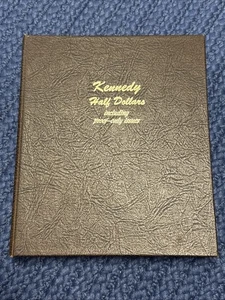 Kennedy
Half Dollars
including
proof-only issues